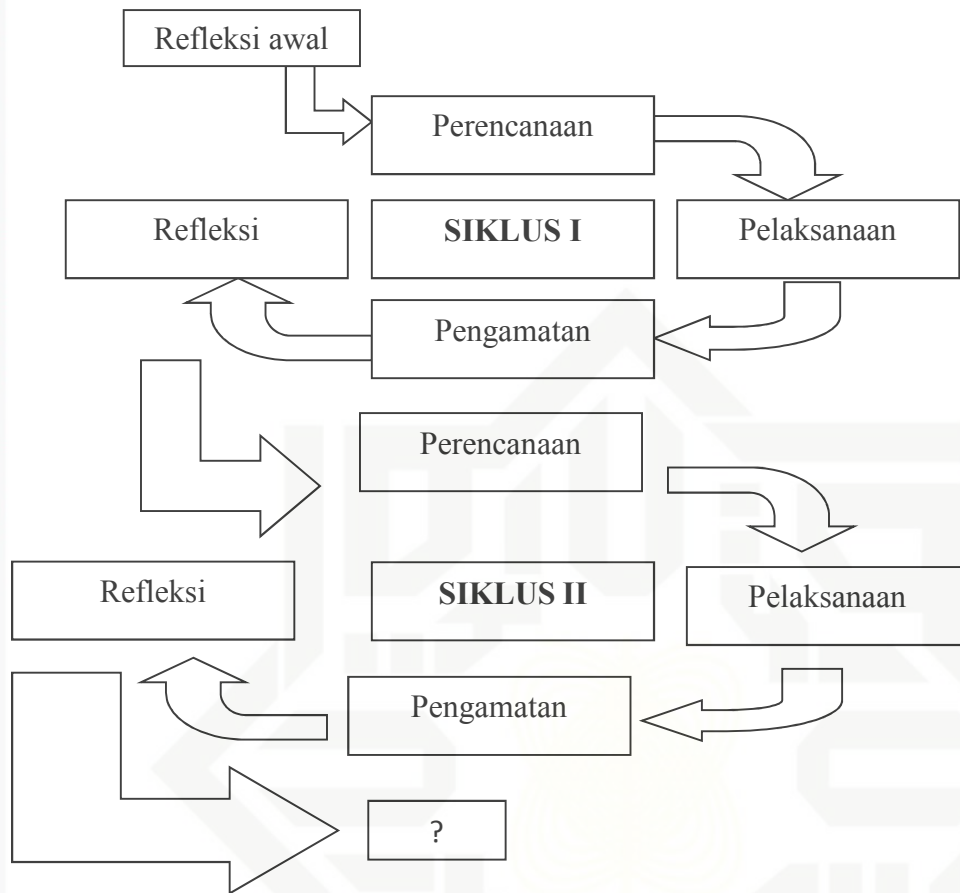 Refleksi awal
Perencanaan
Refleksi
SIKLUS I
Pelaksanaan
Pengamatan
Perencanaan
Refleksi
SIKLUS II
Pelaksanaan
Pengamatan
?